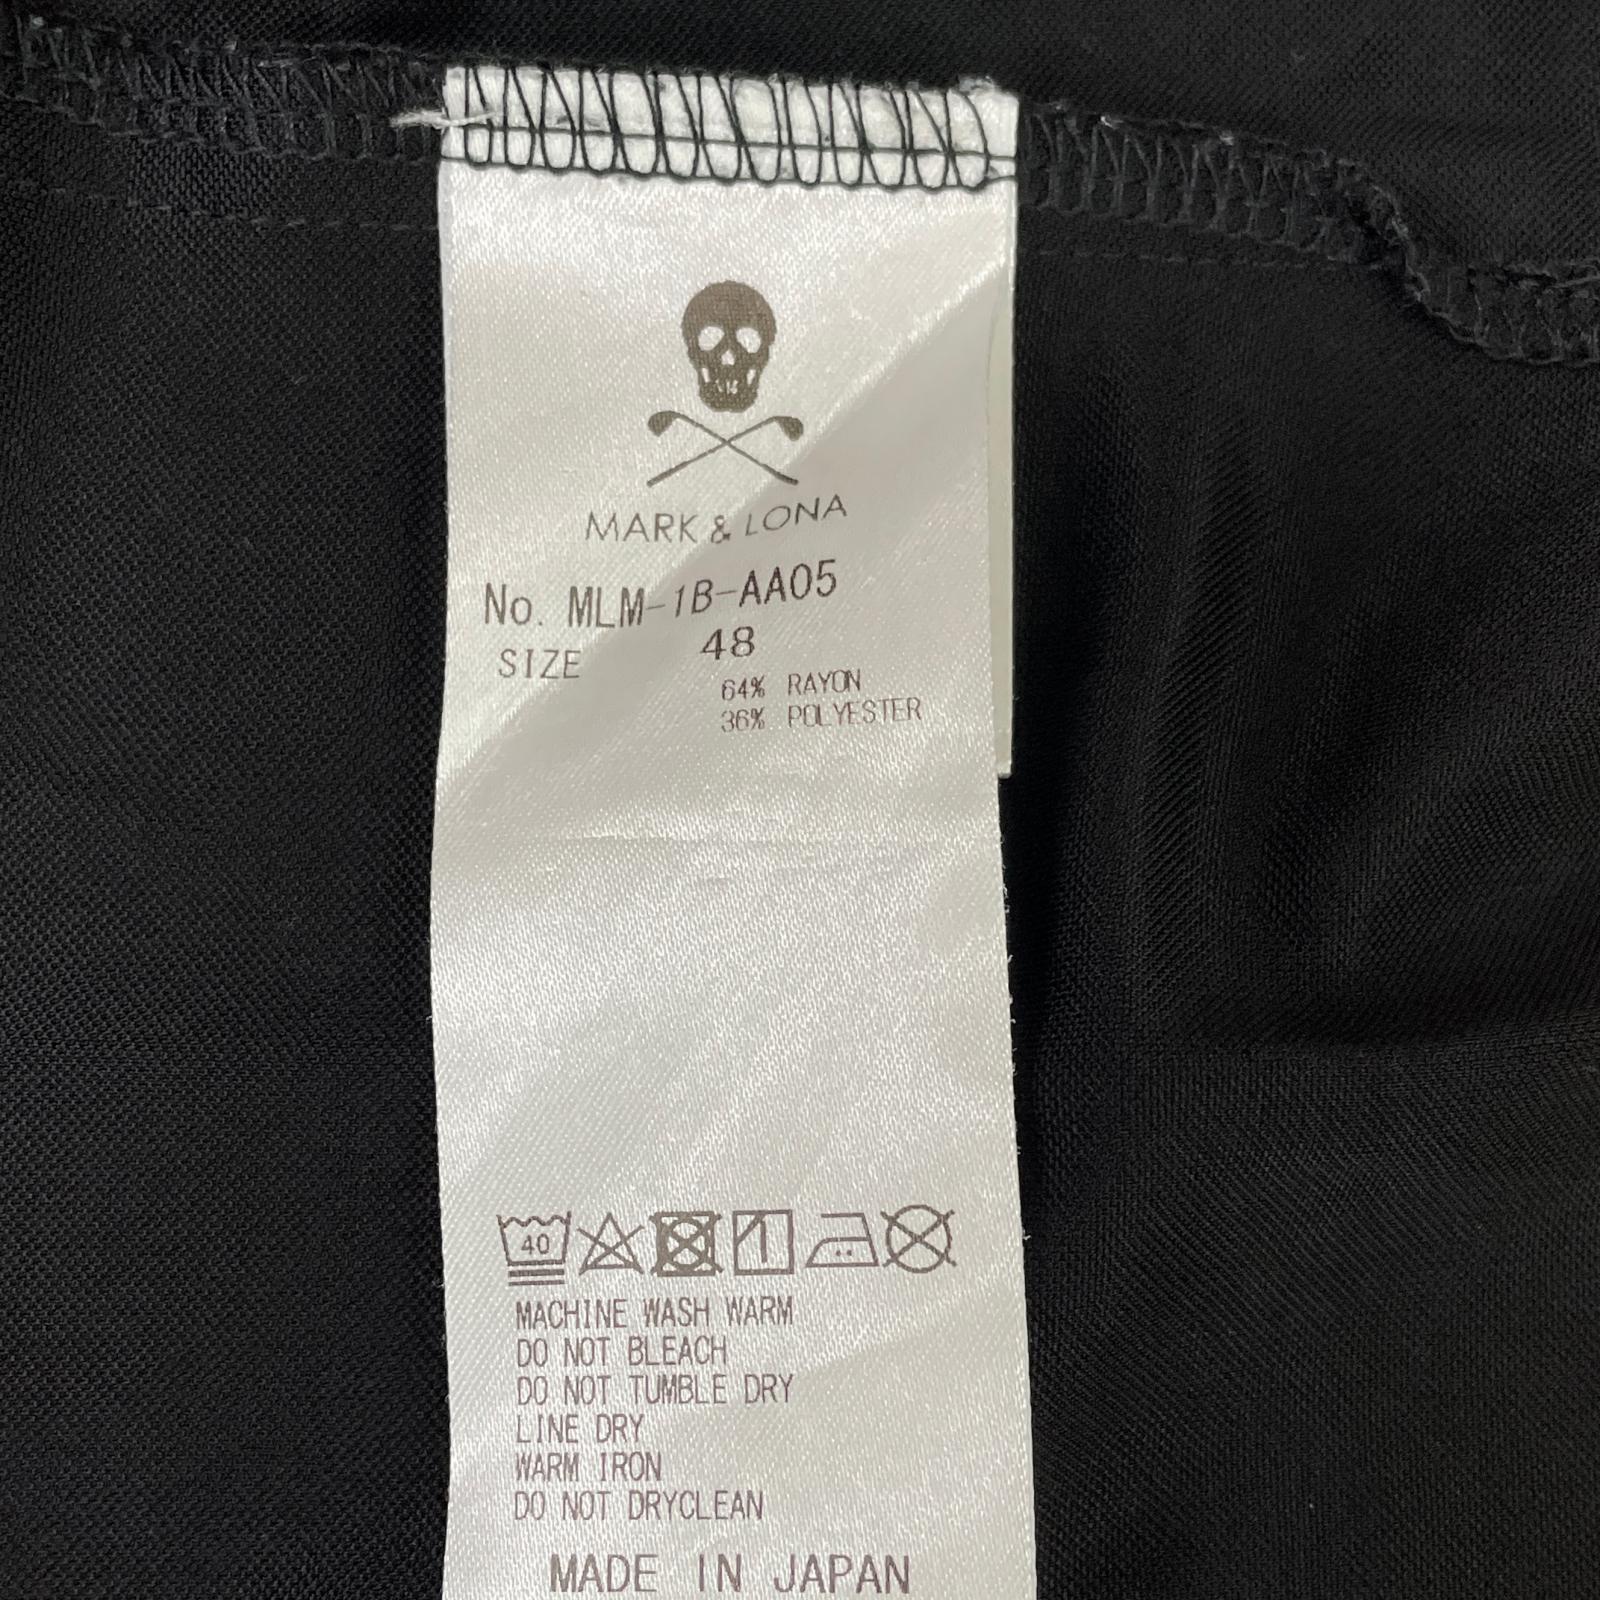 MARK & LONA
No. MLM-1B-AA05
SIZE 48
64% RAYON
36% POLYESTER
40
MACHINE WASH WARM
DO NOT BLEACH
DO NOT TUMBLE DRY
LINE DRY
WARM IRON
DO NOT DRYCLEAN
MADE IN JAPAN